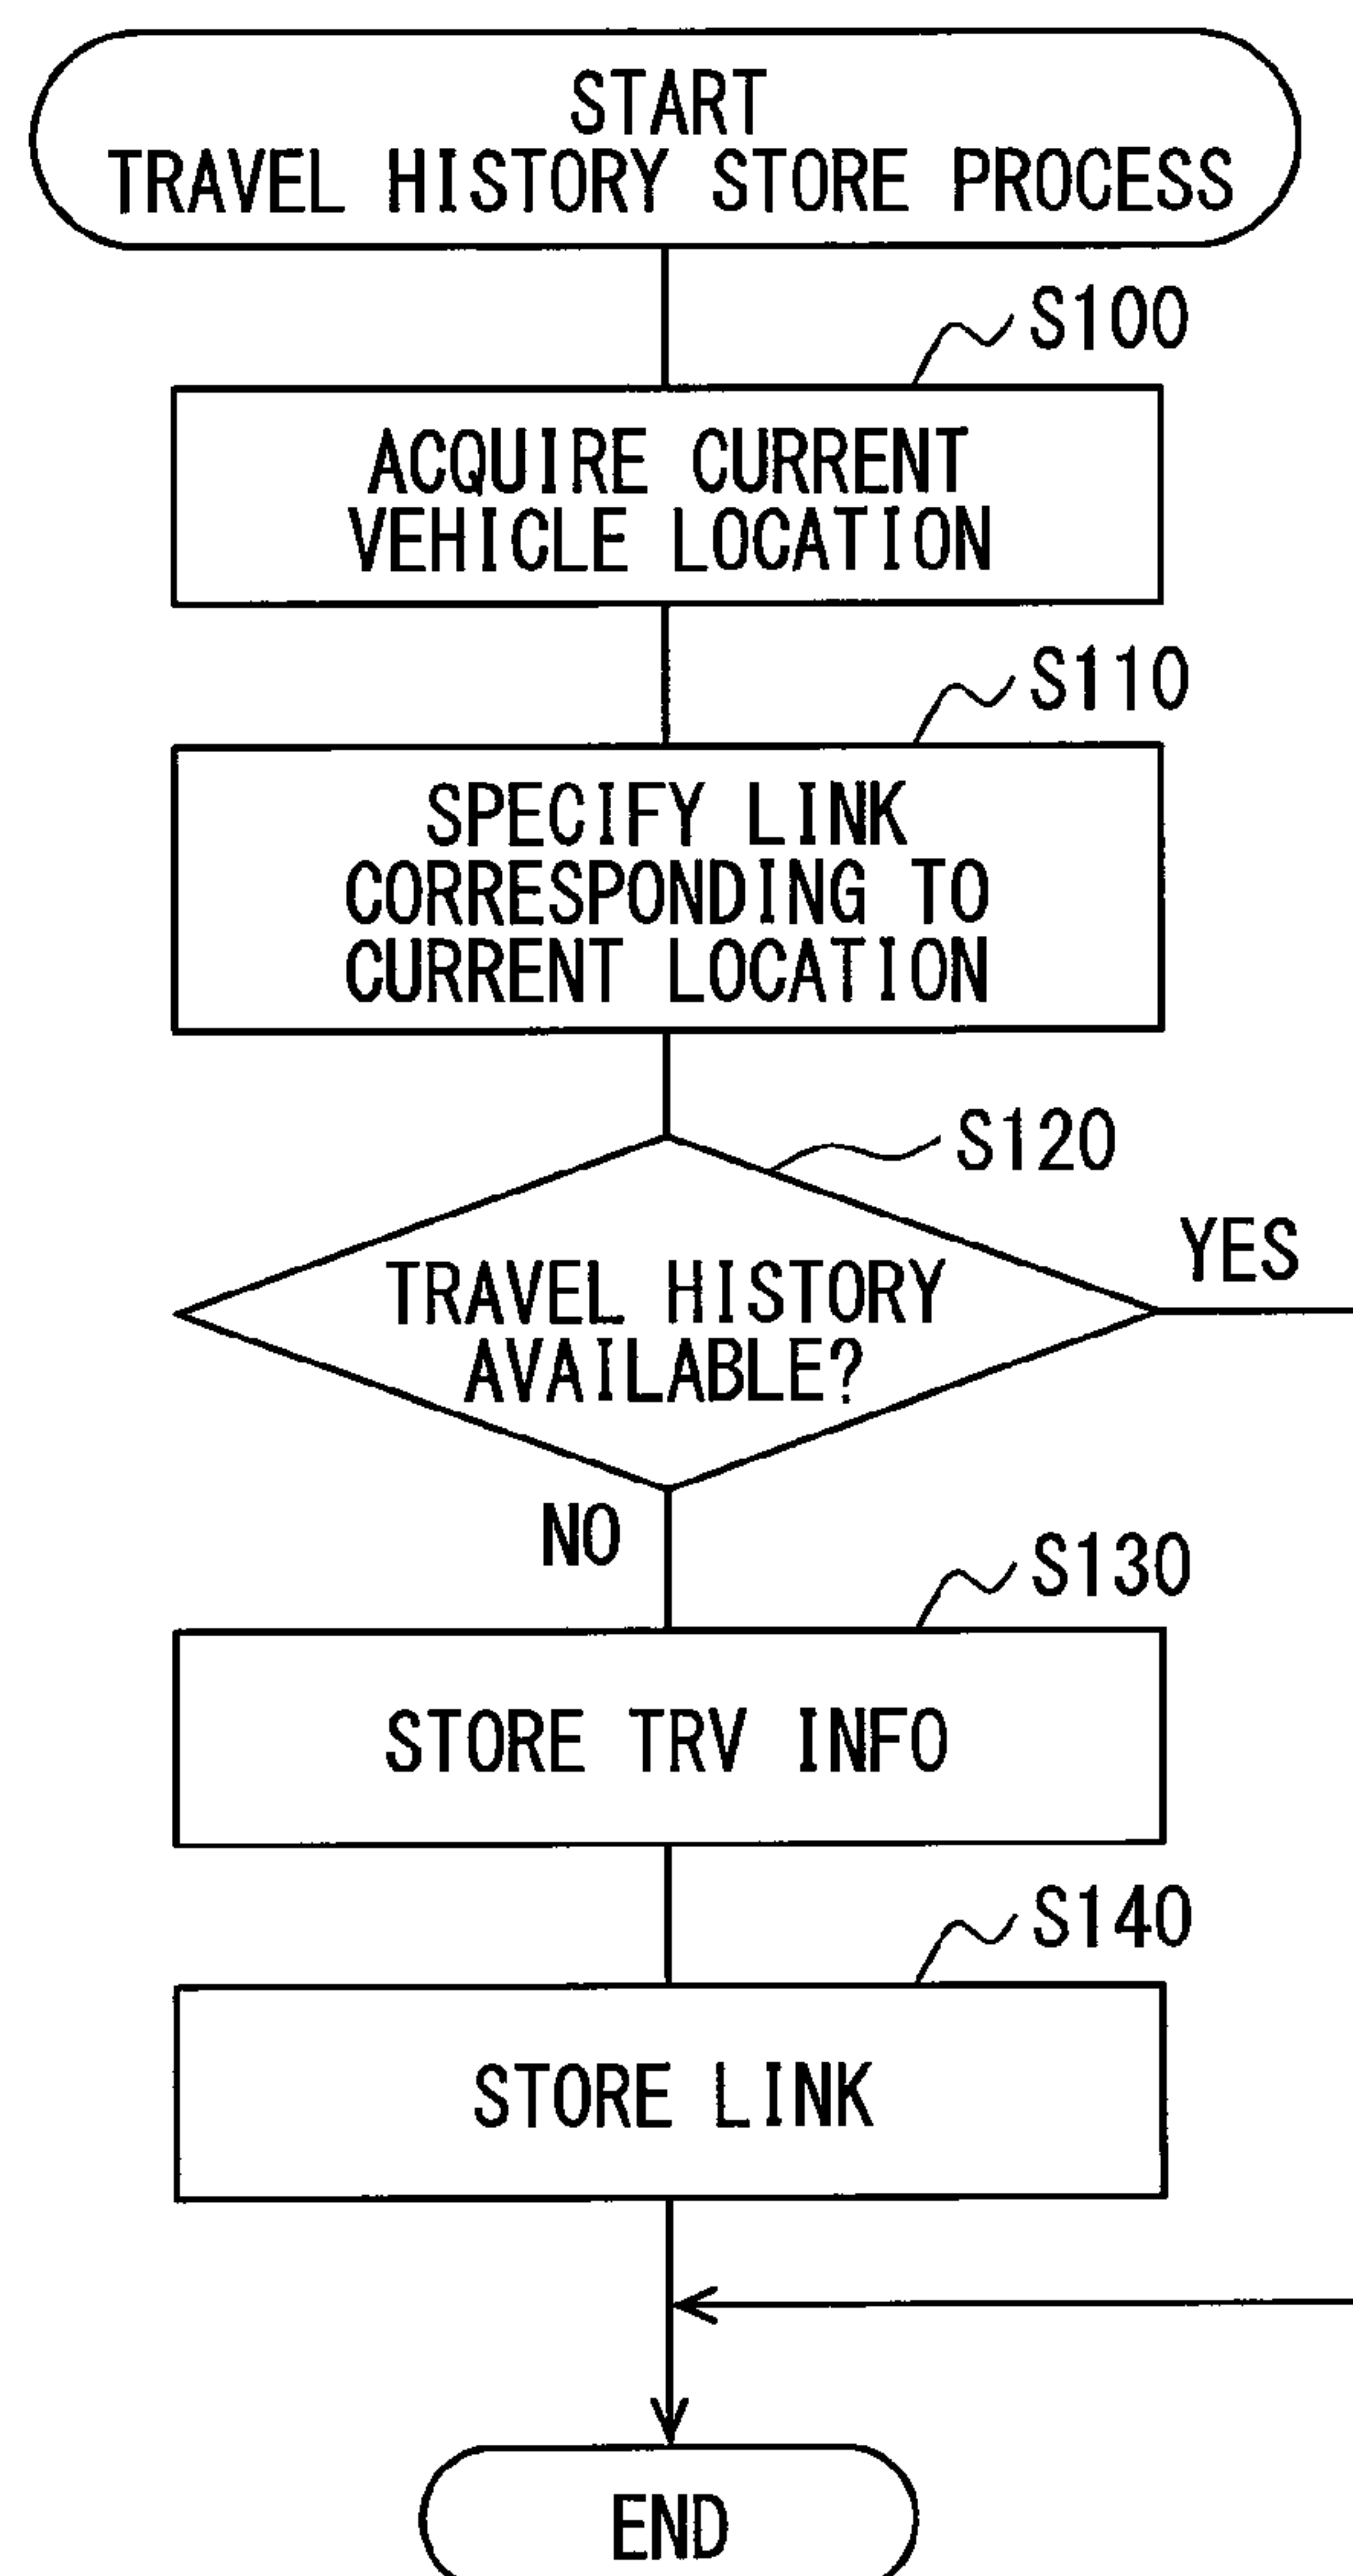 START
TRAVEL HISTORY STORE PROCESS
S100
ACQUIRE CURRENT
VEHICLE LOCATION
S110
SPECIFY LINK
CORRESPONDING TO
CURRENT LOCATION
S120
YES
TRAVEL HISTORY
AVAILABLE?
NO
S130
STORE TRV INFO
S140
STORE LINK
END